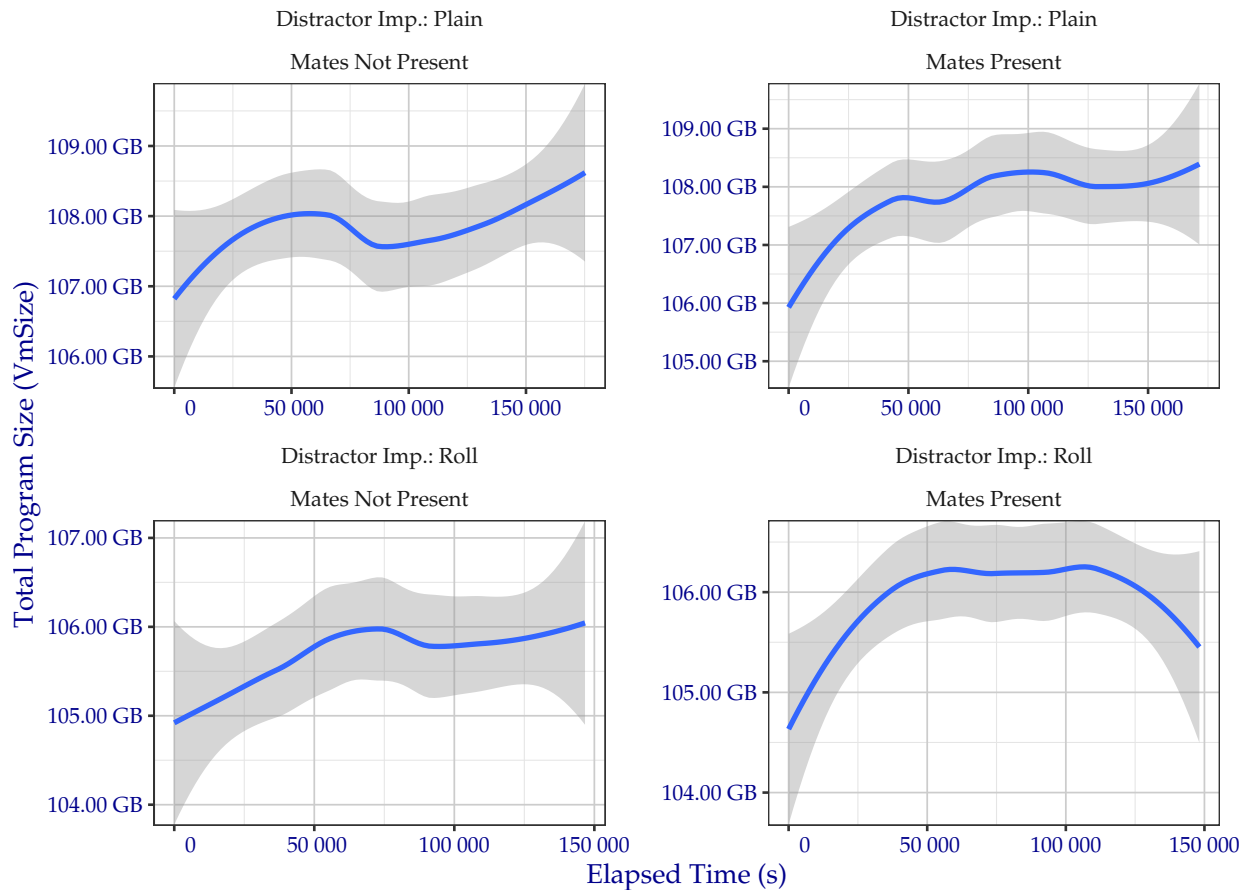 Distractor Imp.: Plain
Mates Not Present
109.00 GB
108.00 GB
107.00 GB
106.00 GB
0 50 000 100 000 150 000
Distractor Imp.: Plain
Mates Present
109.00 GB
108.00 GB
107.00 GB
106.00 GB
105.00 GB
0 50 000 100 000 150 000
Total Program Size (VmSize)
Distractor Imp.: Roll
Mates Not Present
107.00 GB
106.00 GB
105.00 GB
104.00 GB
0 50 000 100 000 150 000
Distractor Imp.: Roll
Mates Present
106.00 GB
105.00 GB
104.00 GB
0 50 000 100 000 150 000
Elapsed Time (s)